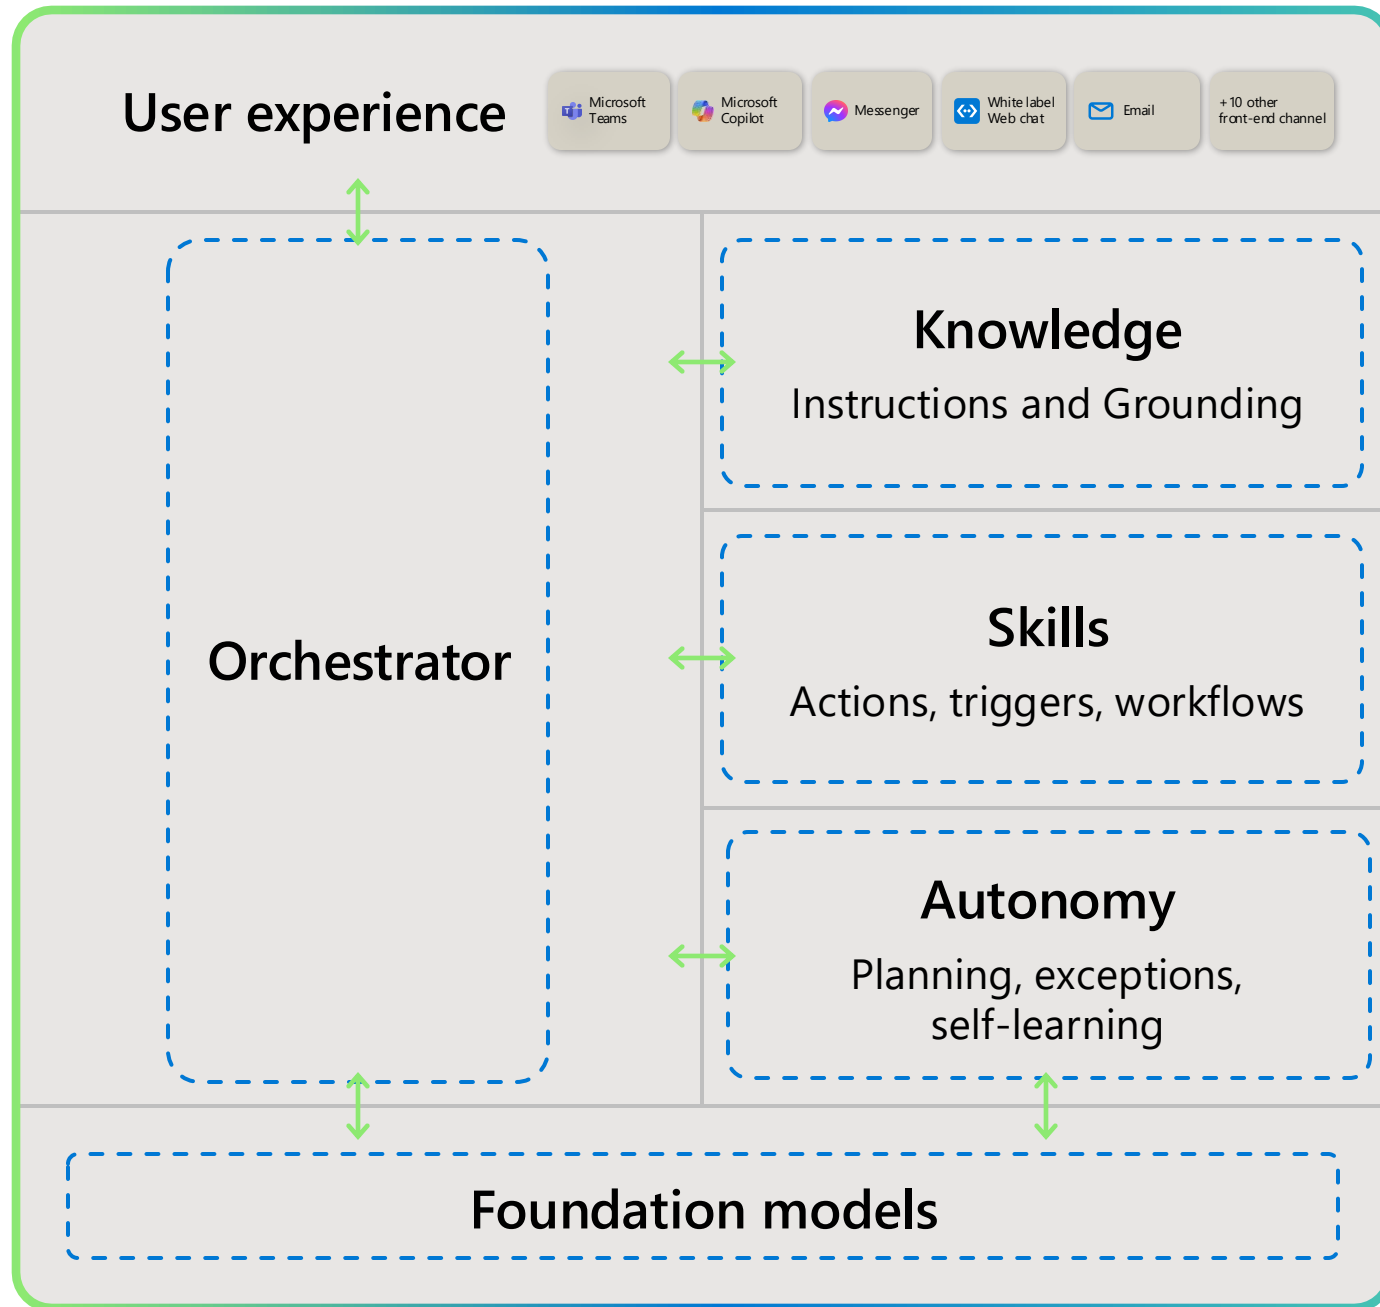 User experience
Microsoft
Teams
Microsoft
Copilot
Messenger
White label
Web chat
Email
+10 other
front-end channel
Orchestrator
Knowledge
Instructions and Grounding
Skills
Actions, triggers, workflows
Autonomy
Planning, exceptions,
self-learning
Foundation models